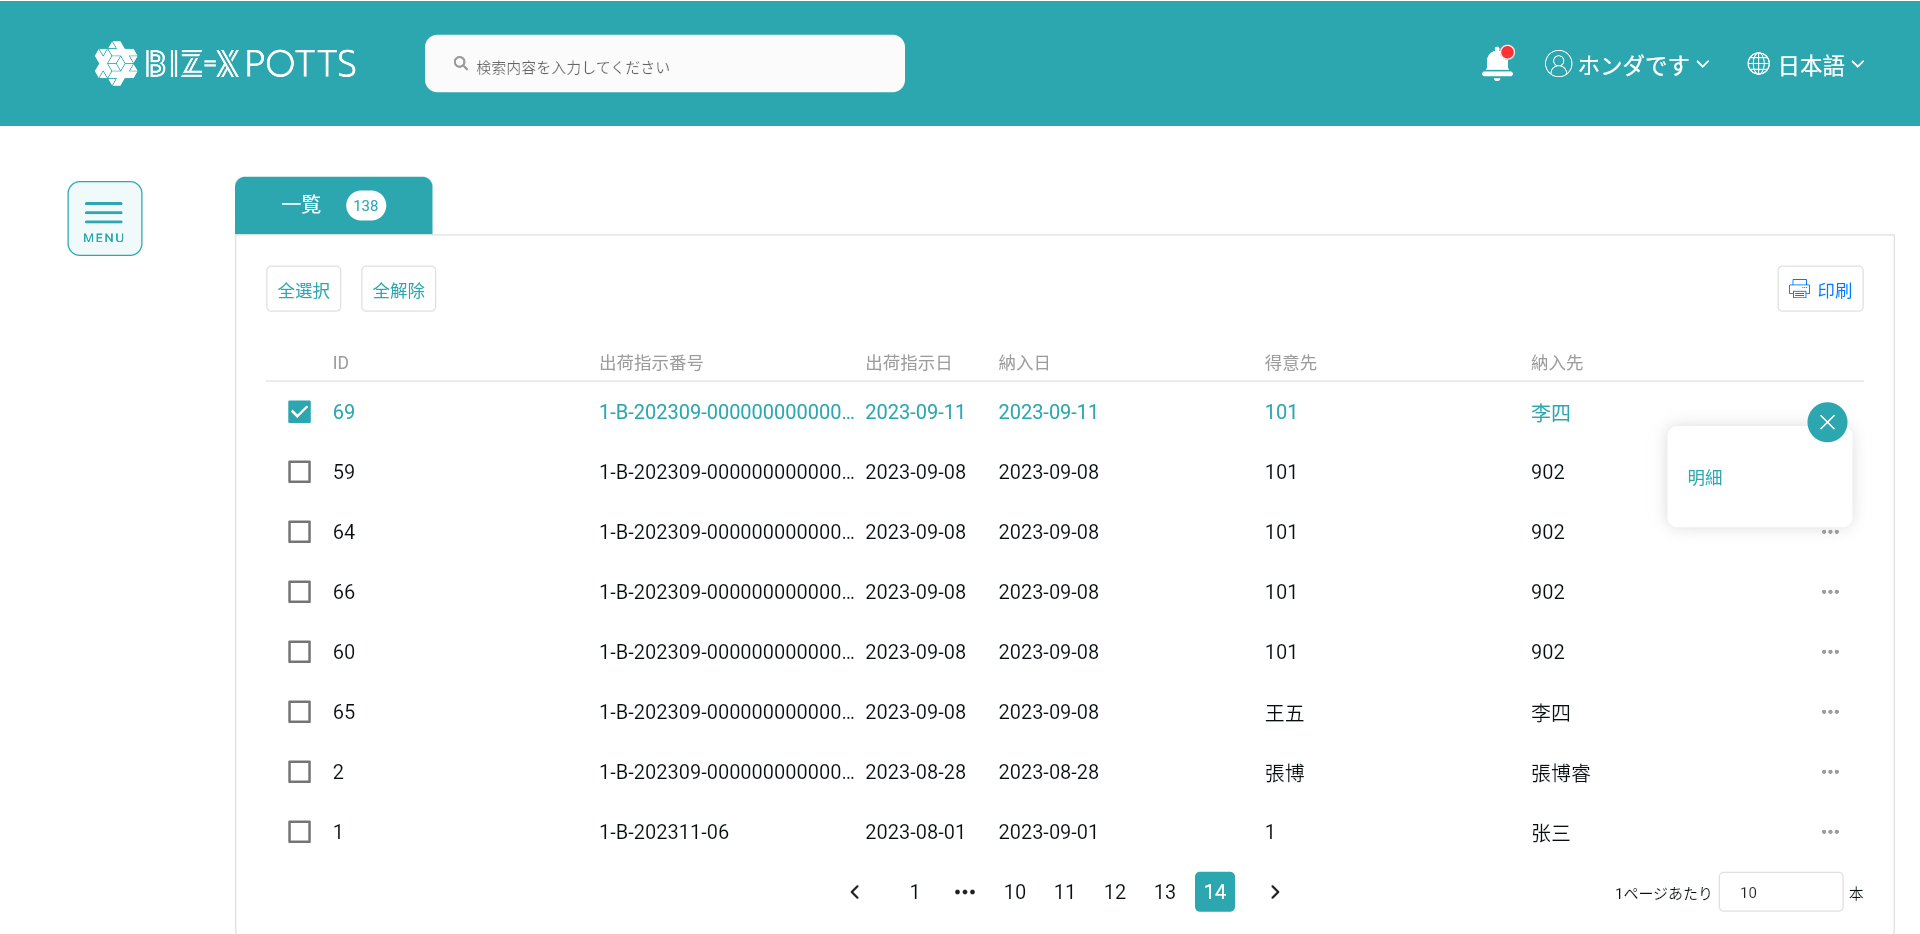 BIZ=X POTTS
検索内容を入力してください
ホンダです
日本語
MENU
一覧 138
全選択 全解除 印刷
ID 出荷指示番号 出荷指示日 納入日 得意先 納入先
69 1-B-202309-000000000000... 2023-09-11 2023-09-11 101 李四
59 1-B-202309-000000000000... 2023-09-08 2023-09-08 101 902
明細
64 1-B-202309-000000000000... 2023-09-08 2023-09-08 101 902
66 1-B-202309-000000000000... 2023-09-08 2023-09-08 101 902
60 1-B-202309-000000000000... 2023-09-08 2023-09-08 101 902
65 1-B-202309-000000000000... 2023-09-08 2023-09-08 王五 李四
2 1-B-202309-000000000000... 2023-08-28 2023-08-28 張博 張博睿
1 1-B-202311-06 2023-08-01 2023-09-01 1 张三
1 ••• 10 11 12 13 14
1ページあたり 10 本